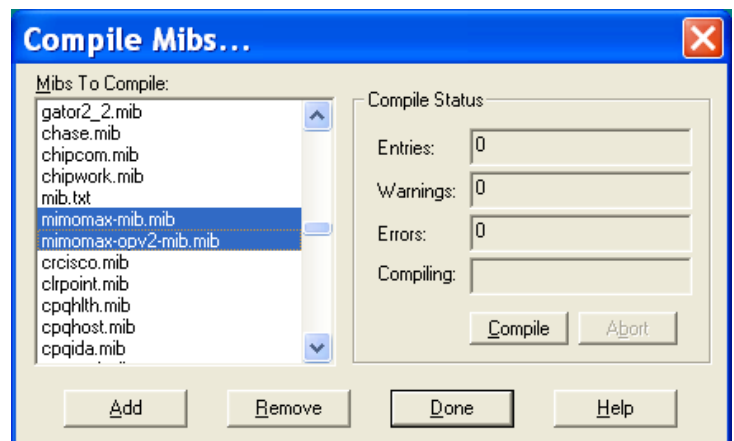 Compile Mibs...
Mibs To Compile:
gator2_2.mib
chase.mib
chipcom.mib
chipwork.mib
mib.txt
mimomax-mib.mib
mimomax-opv2-mib.mib
crcisco.mib
clrpoint.mib
cpqhlth.mib
cpqhost.mib
cpqida.mib
Compile Status
Entries: 0
Warnings: 0
Errors: 0
Compiling:
Compile Abort
Add Remove Done Help